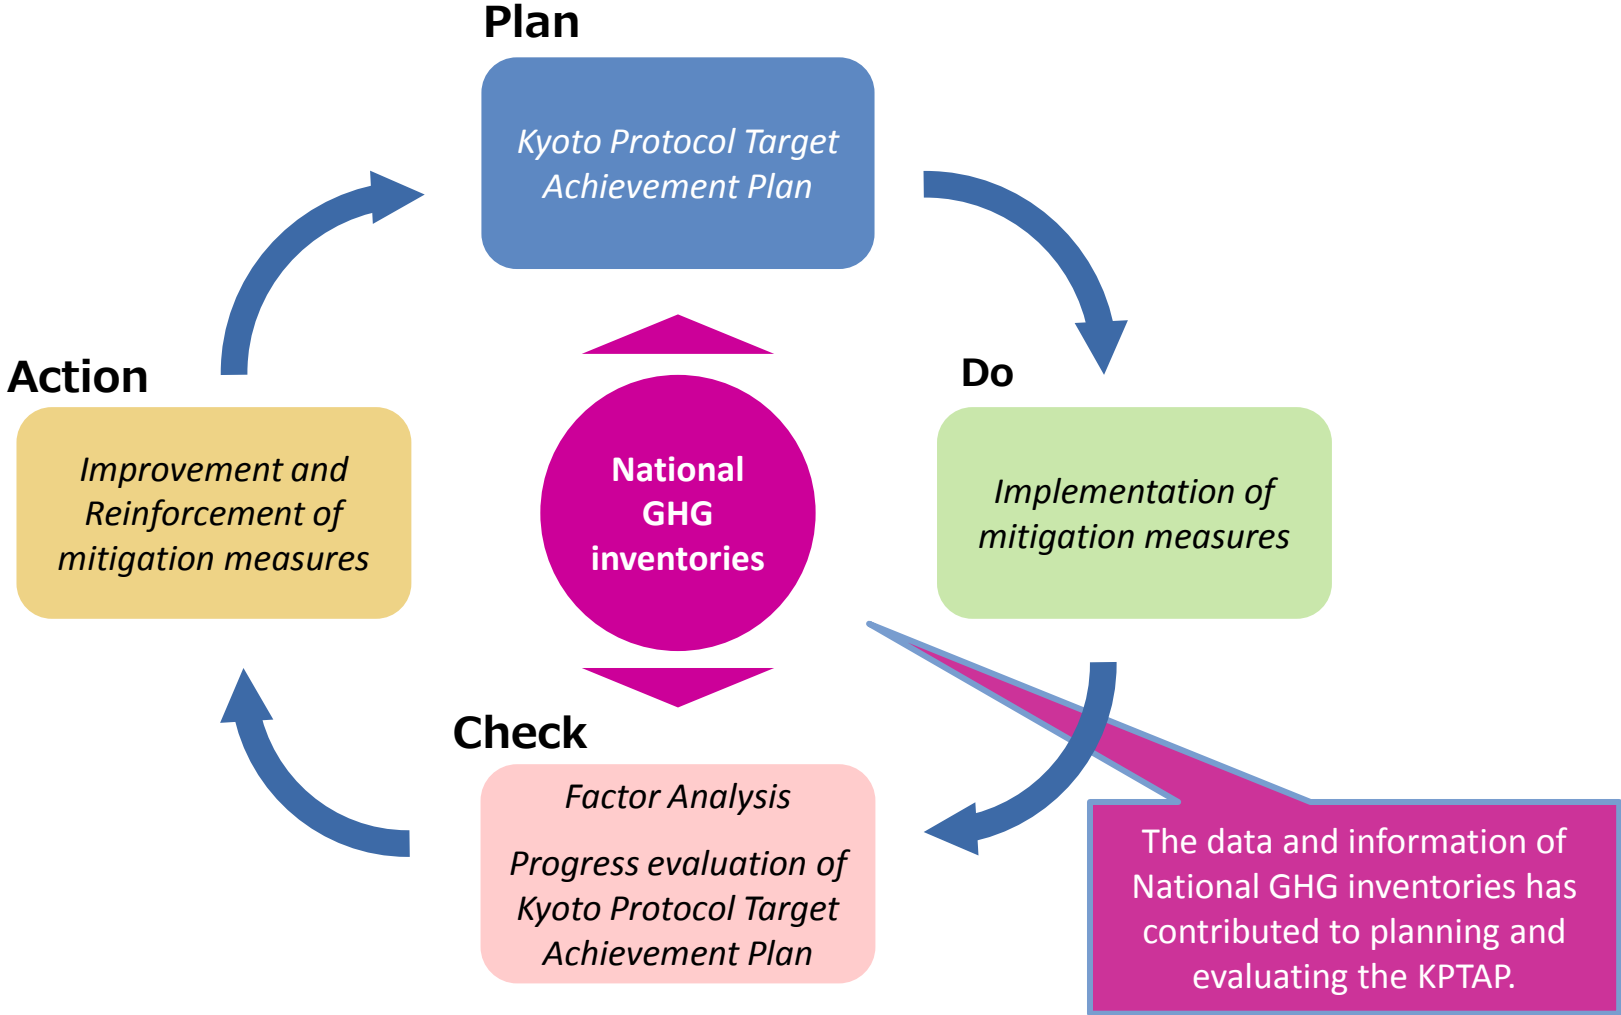 Plan
Kyoto Protocol Target
Achievement Plan
Do
Implementation of
mitigation measures
Check
Factor Analysis
Progress evaluation of
Kyoto Protocol Target
Achievement Plan
Action
Improvement and
Reinforcement of
mitigation measures
National
GHG
inventories
The data and information of
National GHG inventories has
contributed to planning and
evaluating the KPTAP.